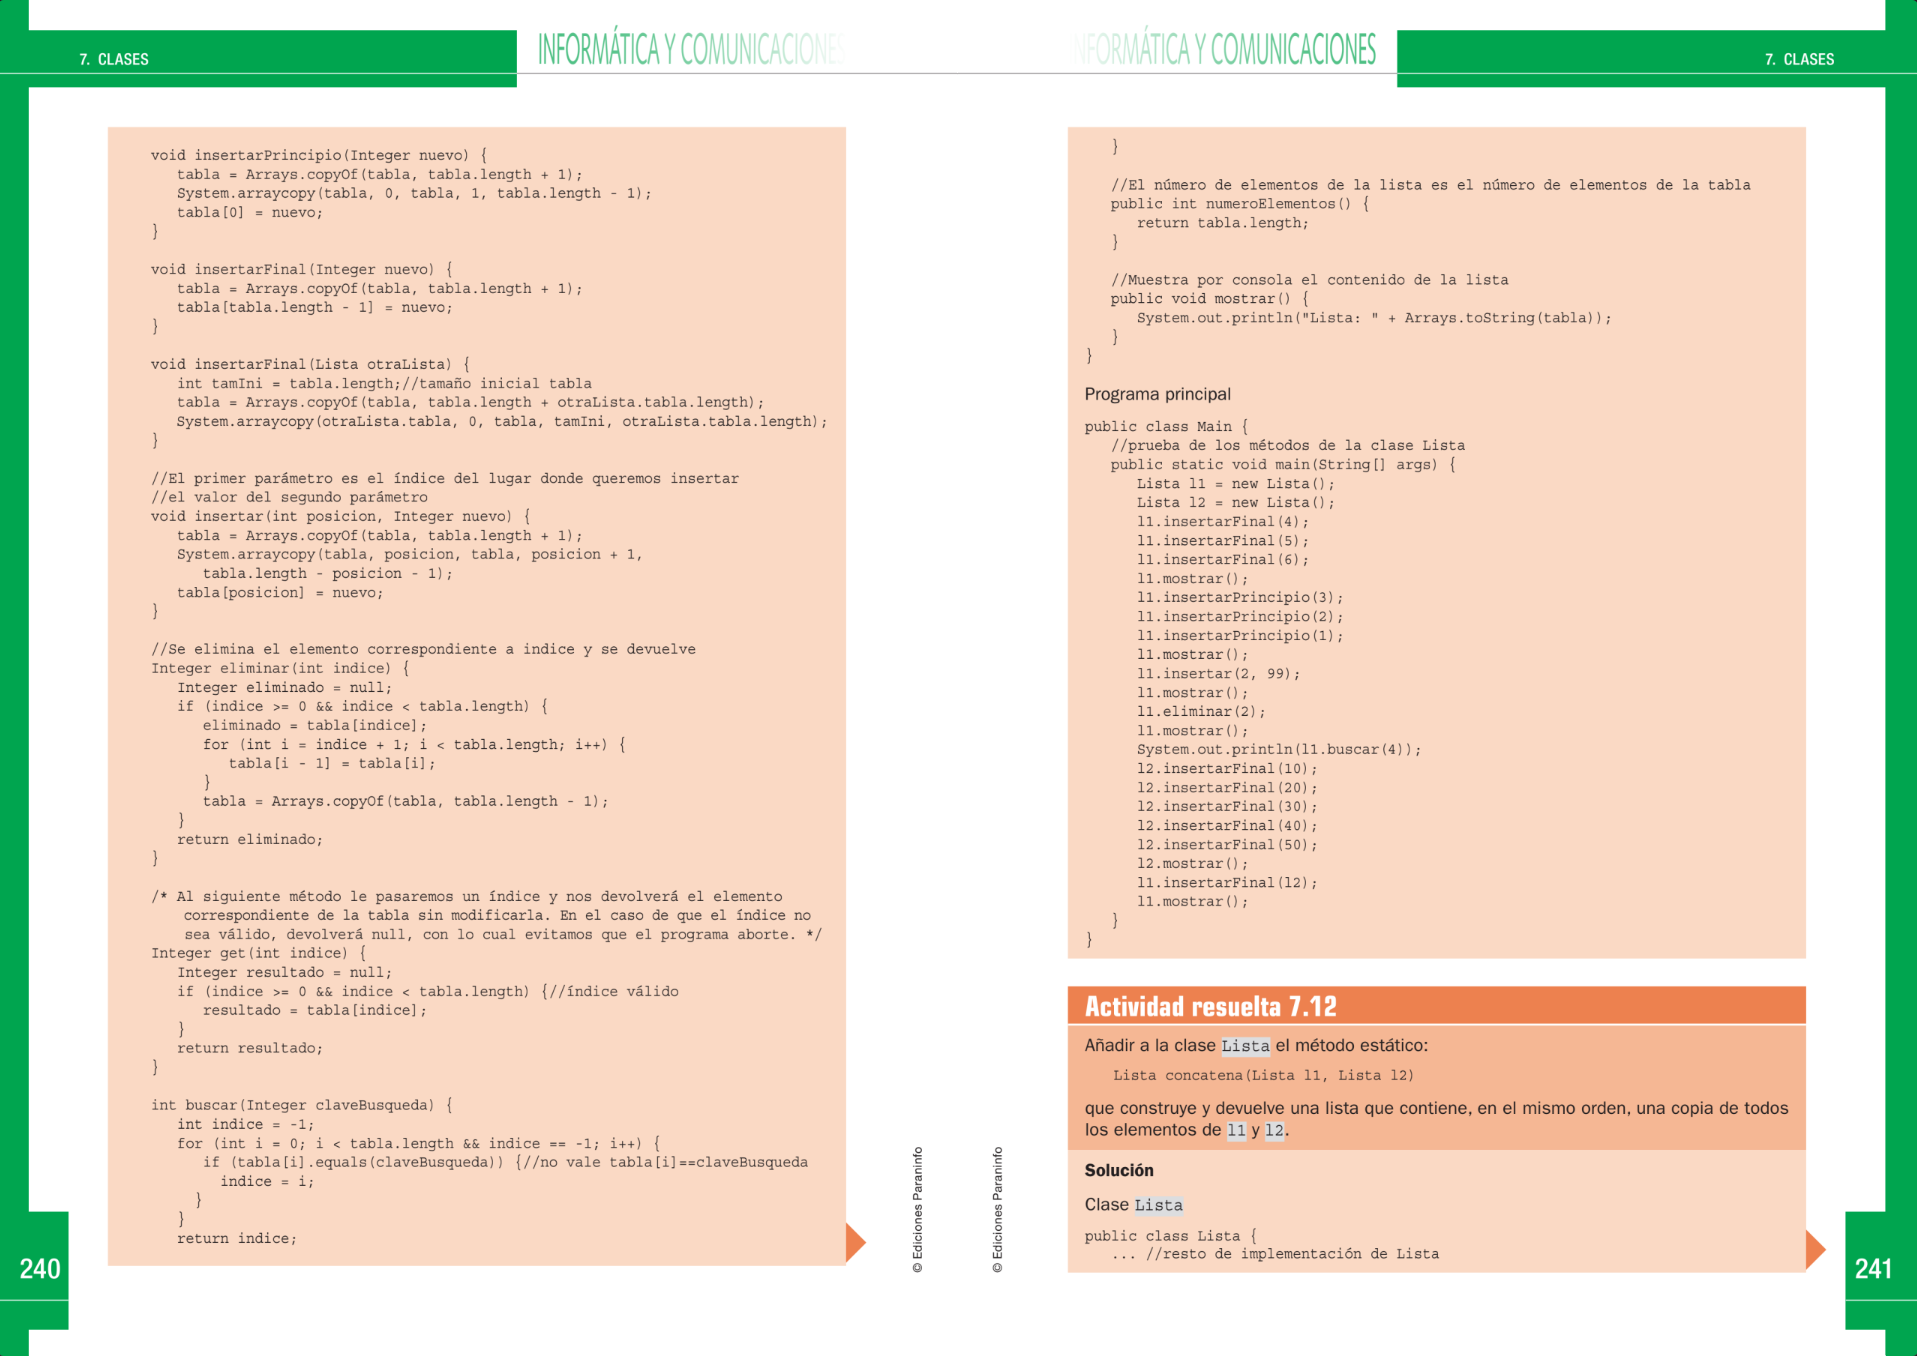 7. CLASES
INFORMÁTICA Y COMUNICACIONES
void insertarPrincipio(Integer nuevo) {
tabla = Arrays.copyOf(tabla, tabla.length + 1);
System.arraycopy(tabla, 0, tabla, 1, tabla.length - 1);
tabla[0] = nuevo;
}
void insertarFinal(Integer nuevo) {
tabla = Arrays.copyOf(tabla, tabla.length + 1);
tabla[tabla.length - 1] = nuevo;
}
void insertarFinal(Lista otraLista) {
int tamIni = tabla.length;//tamaño inicial tabla
tabla = Arrays.copyOf(tabla, tabla.length + otraLista.tabla.length);
System.arraycopy(otraLista.tabla, 0, tabla, tamIni, otraLista.tabla.length);
}
//El primer parámetro es el índice del lugar donde queremos insertar
//el valor del segundo parámetro
void insertar(int posicion, Integer nuevo) {
tabla = Arrays.copyOf(tabla, tabla.length + 1);
System.arraycopy(tabla, posicion, tabla, posicion + 1,
tabla.length - posicion - 1);
tabla[posicion] = nuevo;
}
//Se elimina el elemento correspondiente a indice y se devuelve
Integer eliminar(int indice) {
Integer eliminado = null;
if (indice >= 0 && indice < tabla.length) {
eliminado = tabla[indice];
for (int i = indice + 1; i < tabla.length; i++) {
tabla[i - 1] = tabla[i];
}
tabla = Arrays.copyOf(tabla, tabla.length - 1);
}
return eliminado;
}
/* Al siguiente método le pasaremos un índice y nos devolverá el elemento
correspondiente de la tabla sin modificarla. En el caso de que el índice no
sea válido, devolverá null, con lo cual evitamos que el programa aborte. */
Integer get(int indice) {
Integer resultado = null;
if (indice >= 0 && indice < tabla.length) {//índice válido
resultado = tabla[indice];
}
return resultado;
}
int buscar(Integer claveBusqueda) {
int indice = -1;
for (int i = 0; i < tabla.length && indice == -1; i++) {
if (tabla[i].equals(claveBusqueda)) {//no vale tabla[i]==claveBusqueda
indice = i;
}
}
return indice;
© Ediciones Paraninfo
240
INFORMÁTICA Y COMUNICACIONES
7. CLASES
}
//El número de elementos de la lista es el número de elementos de la tabla
public int numeroElementos() {
return tabla.length;
}
//Muestra por consola el contenido de la lista
public void mostrar() {
System.out.println("Lista: " + Arrays.toString(tabla));
}
}
Programa principal
public class Main {
//prueba de los métodos de la clase Lista
public static void main(String[] args) {
Lista l1 = new Lista();
Lista l2 = new Lista();
l1.insertarFinal(4);
l1.insertarFinal(5);
l1.insertarFinal(6);
l1.mostrar();
l1.insertarPrincipio(3);
l1.insertarPrincipio(2);
l1.insertarPrincipio(1);
l1.mostrar();
l1.insertar(2, 99);
l1.mostrar();
l1.eliminar(2);
l1.mostrar();
System.out.println(l1.buscar(4));
l2.insertarFinal(10);
l2.insertarFinal(20);
l2.insertarFinal(30);
l2.insertarFinal(40);
l2.insertarFinal(50);
l2.mostrar();
l1.insertarFinal(l2);
l1.mostrar();
}
}
Actividad resuelta 7.12
Añadir a la clase Lista el método estático:
Lista concatena(Lista l1, Lista l2)
que construye y devuelve una lista que contiene, en el mismo orden, una copia de todos
los elementos de l1 y l2.
Solución
Clase Lista
public class Lista {
... //resto de implementación de Lista
© Ediciones Paraninfo
241